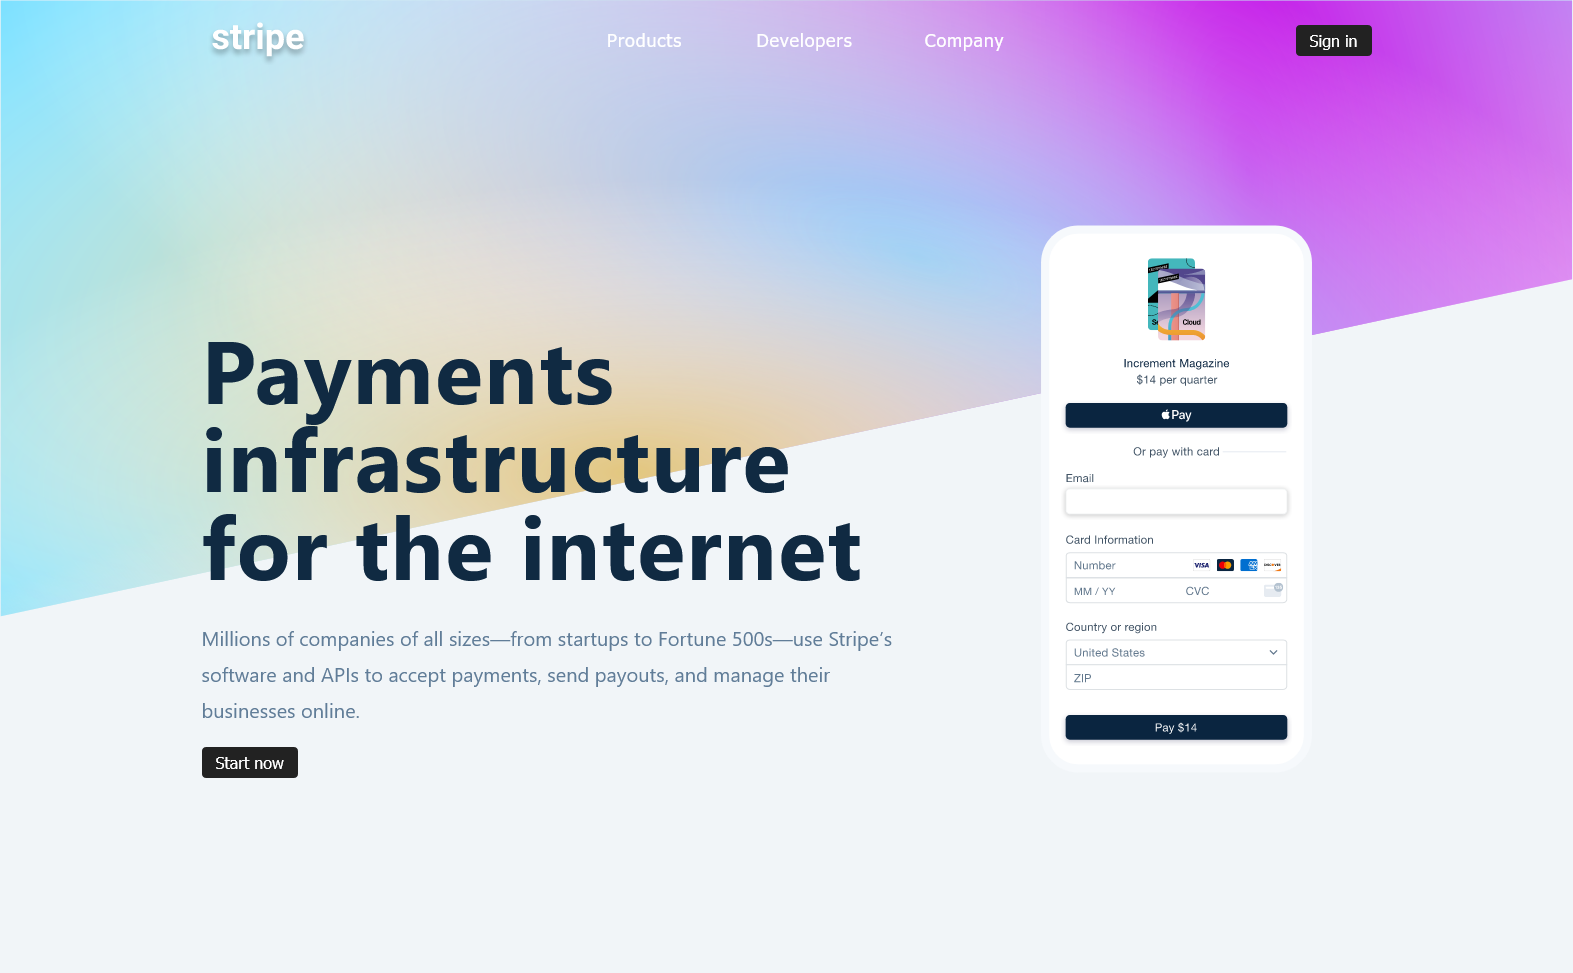 stripe
Products
Developers
Company
Sign in
Payments
infrastructure
for the internet
Millions of companies of all sizes—from startups to Fortune 500s—use Stripe’s
software and APIs to accept payments, send payouts, and manage their
businesses online.
Start now
Cloud
Increment Magazine
$14 per quarter
Pay
Or pay with card
Email
Card Information
Number
VISA
DISCOVER
MM / YY
CVC
Country or region
United States
ZIP
Pay $14